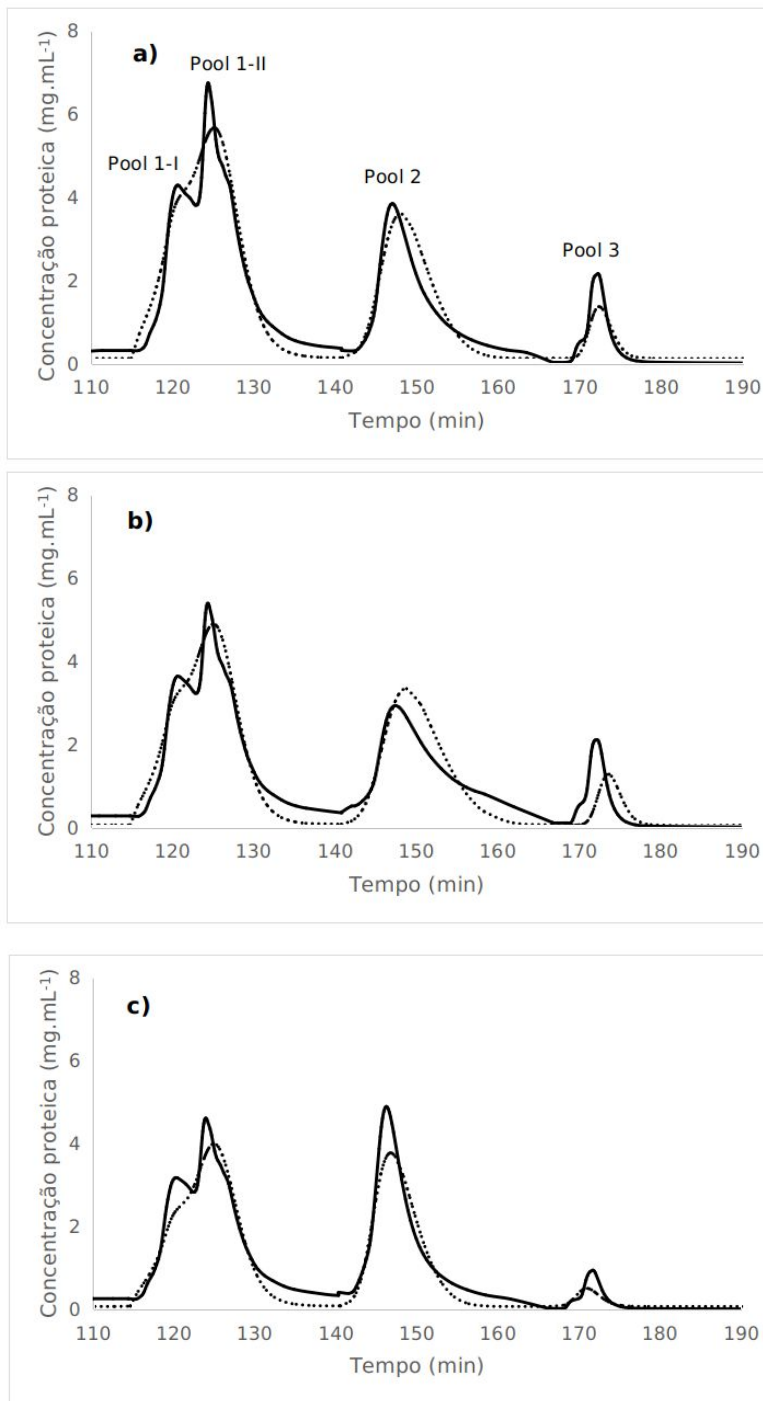 a)
Pool 1-II
Pool 1-I
Pool 2
Pool 3
Concentração proteica (mg.mL⁻¹)
8
6
4
2
0
110 120 130 140 150 160 170 180 190
Tempo (min)
b)
Concentração proteica (mg.mL⁻¹)
8
6
4
2
0
110 120 130 140 150 160 170 180 190
Tempo (min)
c)
Concentração proteica (mg.mL⁻¹)
8
6
4
2
0
110 120 130 140 150 160 170 180 190
Tempo (min)